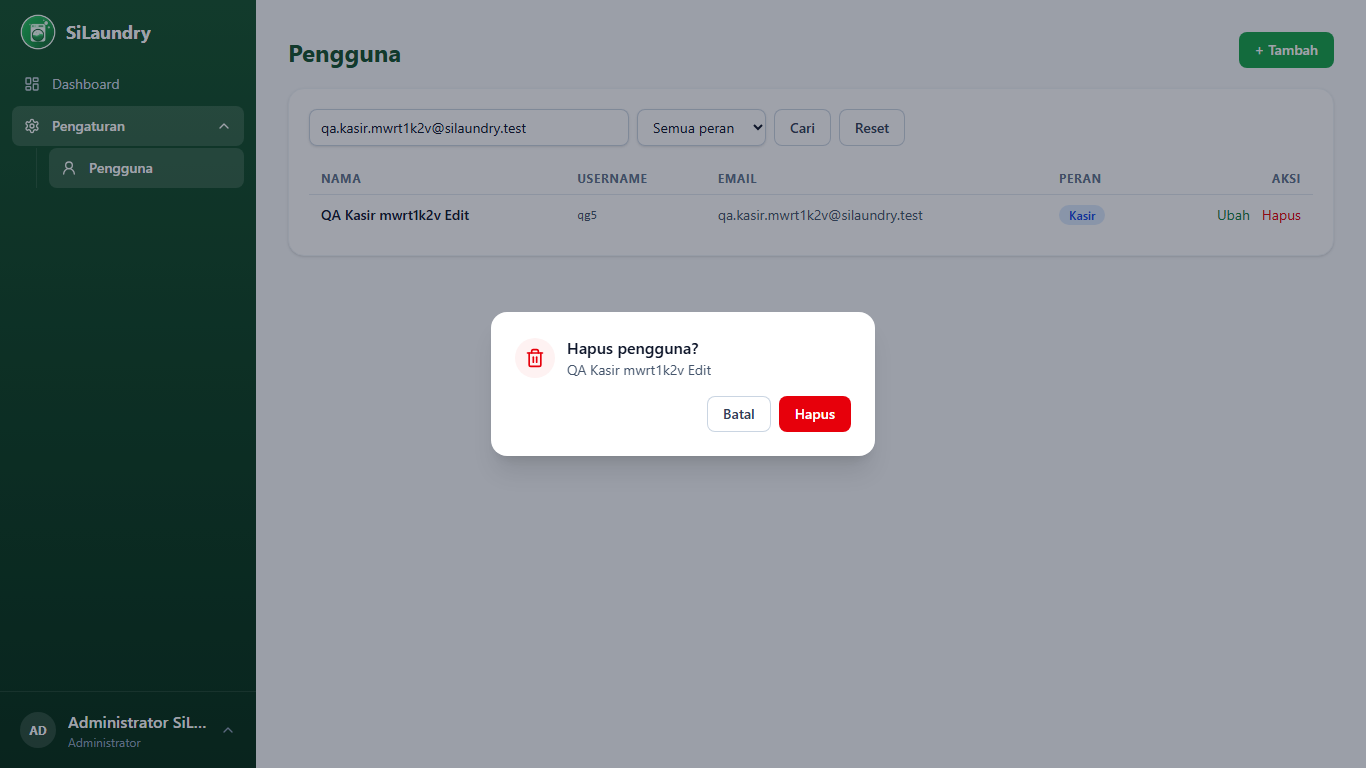 SiLaundry
Dashboard
Pengaturan
Pengguna
AD
Administrator SiL...
Administrator
Pengguna
+ Tambah
qa.kasir.mwrt1k2v@silaundry.test
Semua peran
Cari
Reset
NAMA USERNAME EMAIL PERAN AKSI
QA Kasir mwrt1k2v Edit qg5 qa.kasir.mwrt1k2v@silaundry.test Kasir Ubah Hapus
Hapus pengguna?
QA Kasir mwrt1k2v Edit
Batal
Hapus